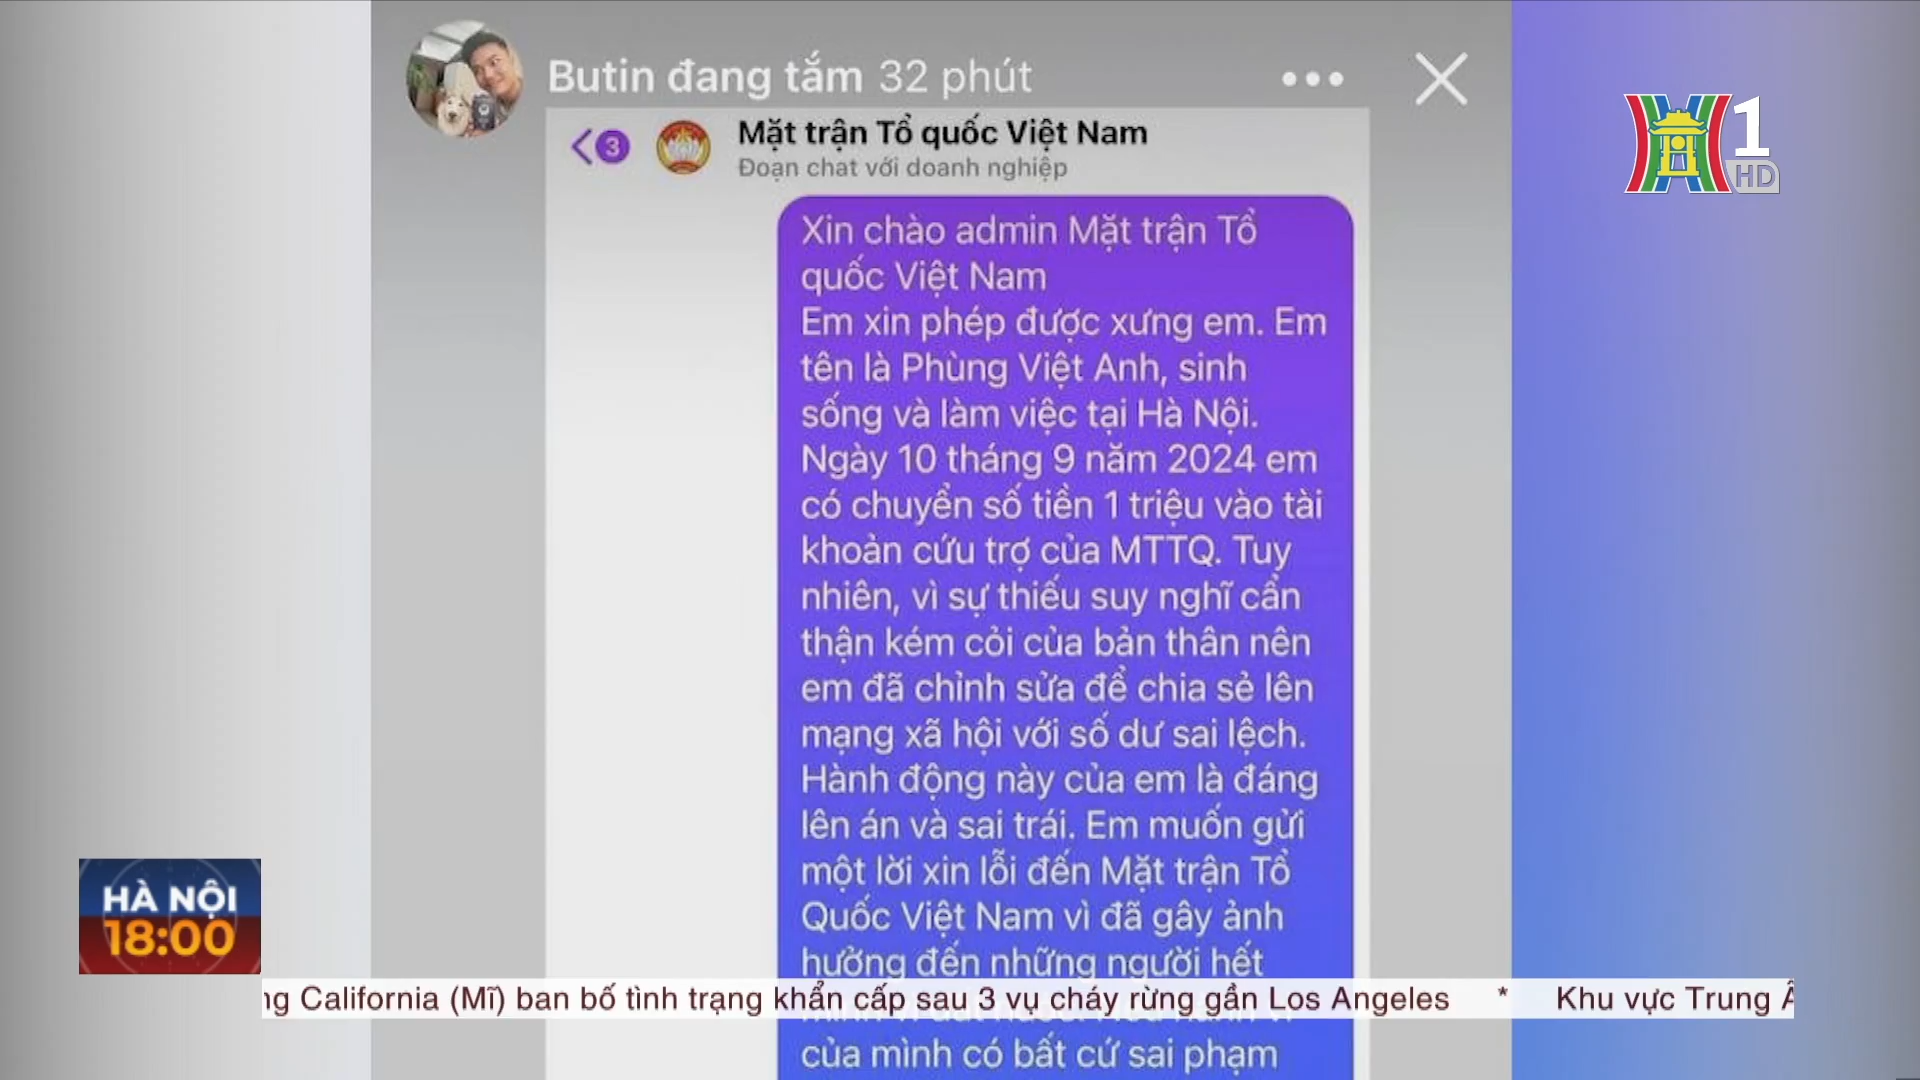 Butin đang tắm 32 phút
3
Mặt trận Tổ quốc Việt Nam
Đoạn chat với doanh nghiệp
1
HD
Xin chào admin Mặt trận Tổ
quốc Việt Nam
Em xin phép được xưng em. Em
tên là Phùng Việt Anh, sinh
sống và làm việc tại Hà Nội.
Ngày 10 tháng 9 năm 2024 em
có chuyển số tiền 1 triệu vào tài
khoản cứu trợ của MTTQ. Tuy
nhiên, vì sự thiếu suy nghĩ cẩn
thận kém cỏi của bản thân nên
em đã chỉnh sửa để chia sẻ lên
mạng xã hội với số dư sai lệch.
Hành động này của em là đáng
lên án và sai trái. Em muốn gửi
một lời xin lỗi đến Mặt trận Tổ
Quốc Việt Nam vì đã gây ảnh
hưởng đến những người hết
của mình có bất cứ sai phạm
HÀ NỘI
18:00
California (Mĩ) ban bố tình trạng khẩn cấp sau 3 vụ cháy rừng gần Los Angeles * Khu vực Trung